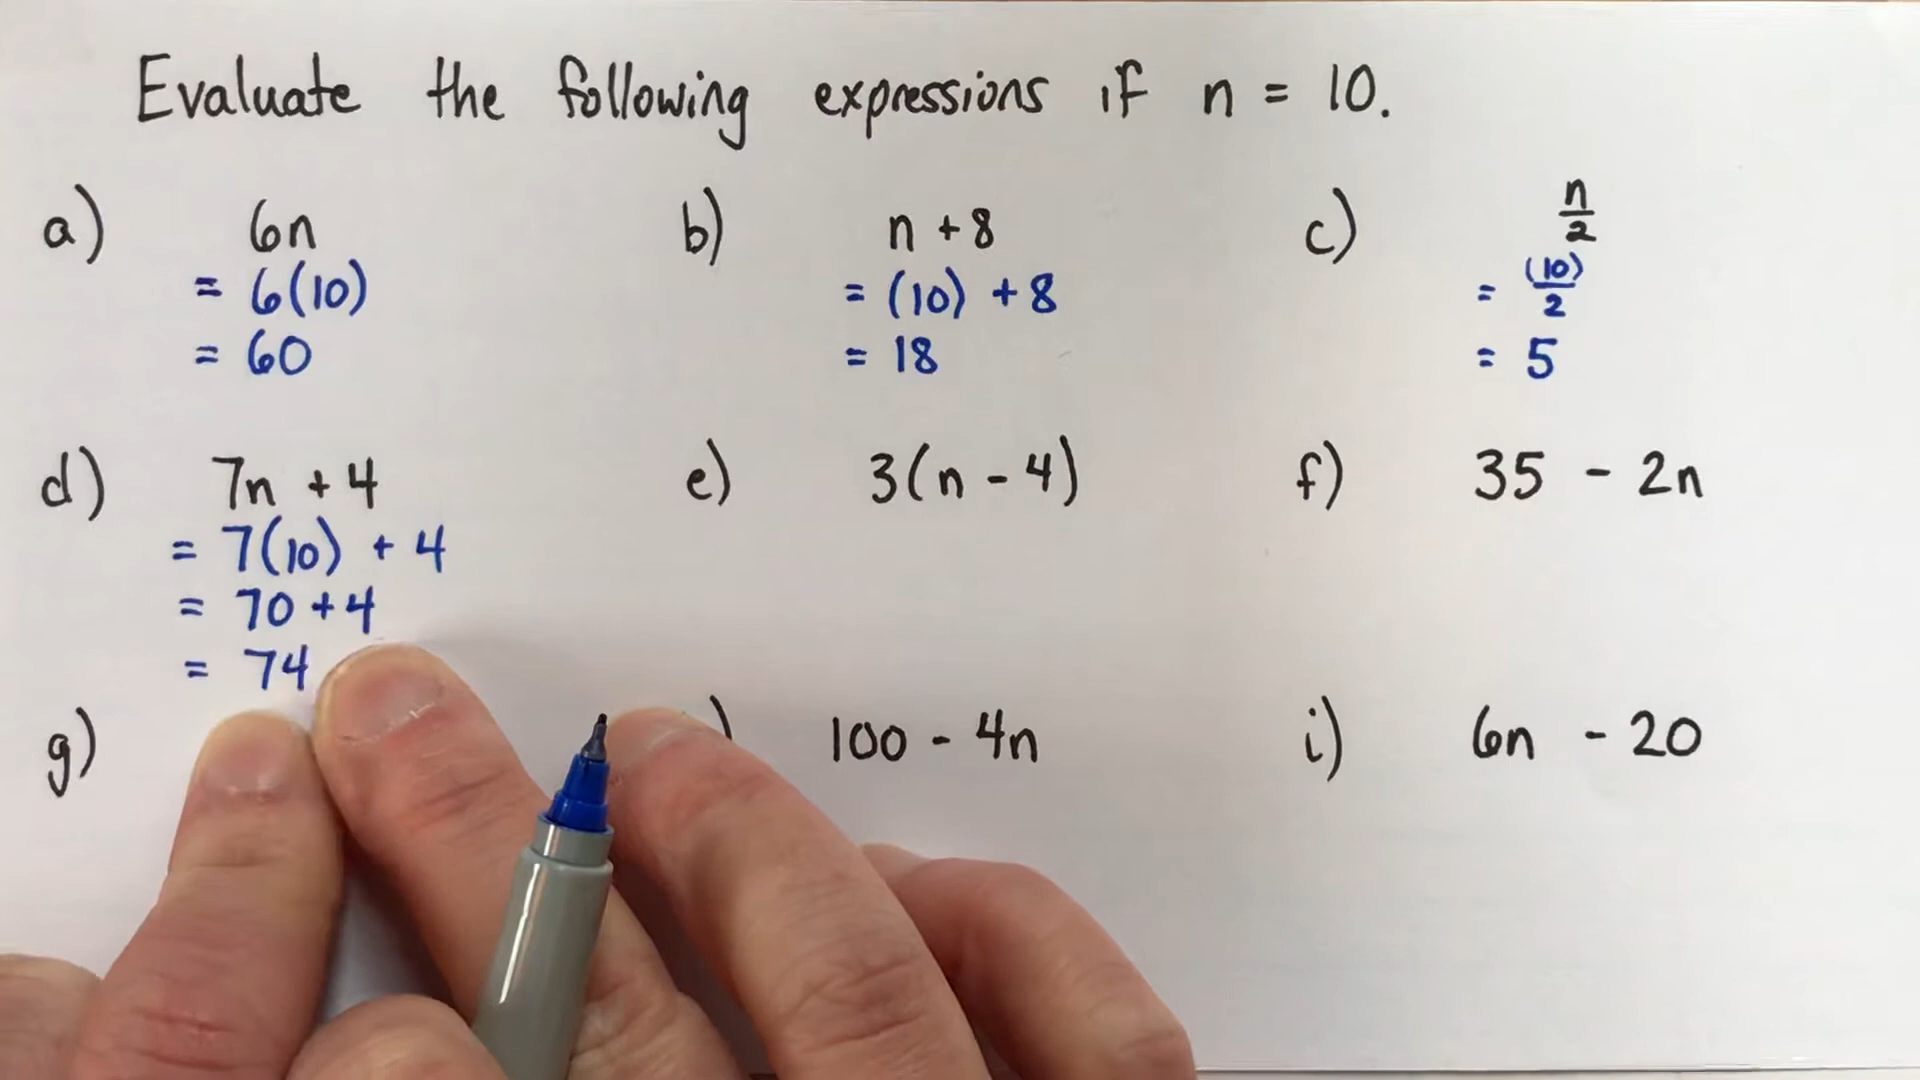 Evaluate the following expressions if n = 10.
a) 6n
= 6(10)
= 60
b) n + 8
= (10) + 8
= 18
c) n/2
= (10)/2
= 5
d) 7n + 4
= 7(10) + 4
= 70 + 4
= 74
e) 3(n - 4)
f) 35 - 2n
g)
) 100 - 4n
i) 6n - 20